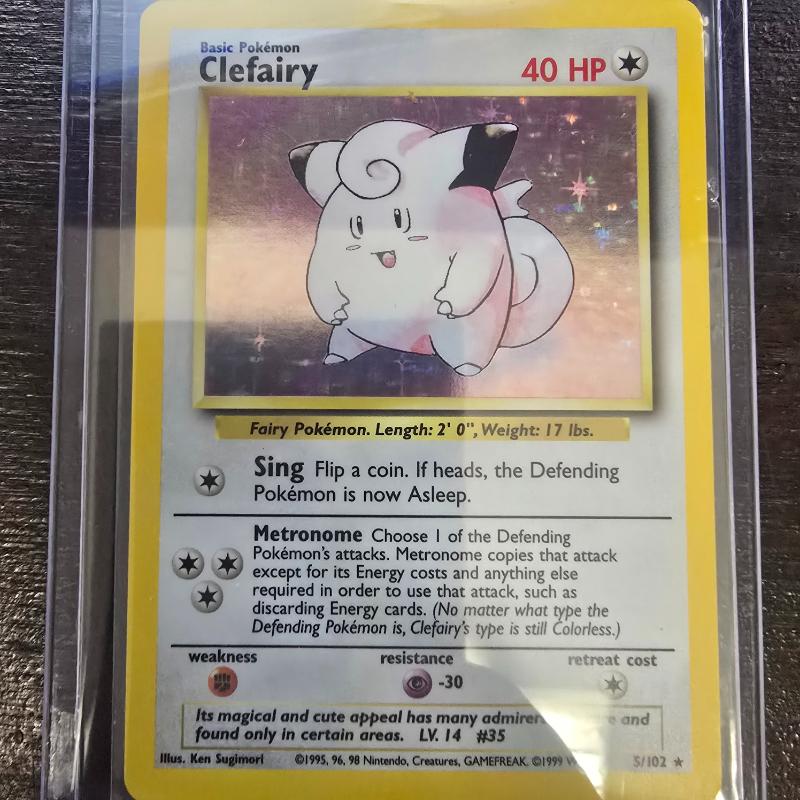 Basic Pokémon
Clefairy 40 HP
Fairy Pokémon. Length: 2' 0", Weight: 17 lbs.
Sing Flip a coin. If heads, the Defending
Pokémon is now Asleep.
Metronome Choose 1 of the Defending
Pokémon's attacks. Metronome copies that attack
except for its Energy costs and anything else
required in order to use that attack, such as
discarding Energy cards. (No matter what type the
Defending Pokémon is, Clefairy's type is still Colorless.)
weakness resistance retreat cost
-30
Its magical and cute appeal has many and
found only in certain areas. LV. 14 #35
Illus. Ken Sugimori ©1995, 96, 98 Nintendo, Creatures, GAMEFREAK. ©1999 5/102